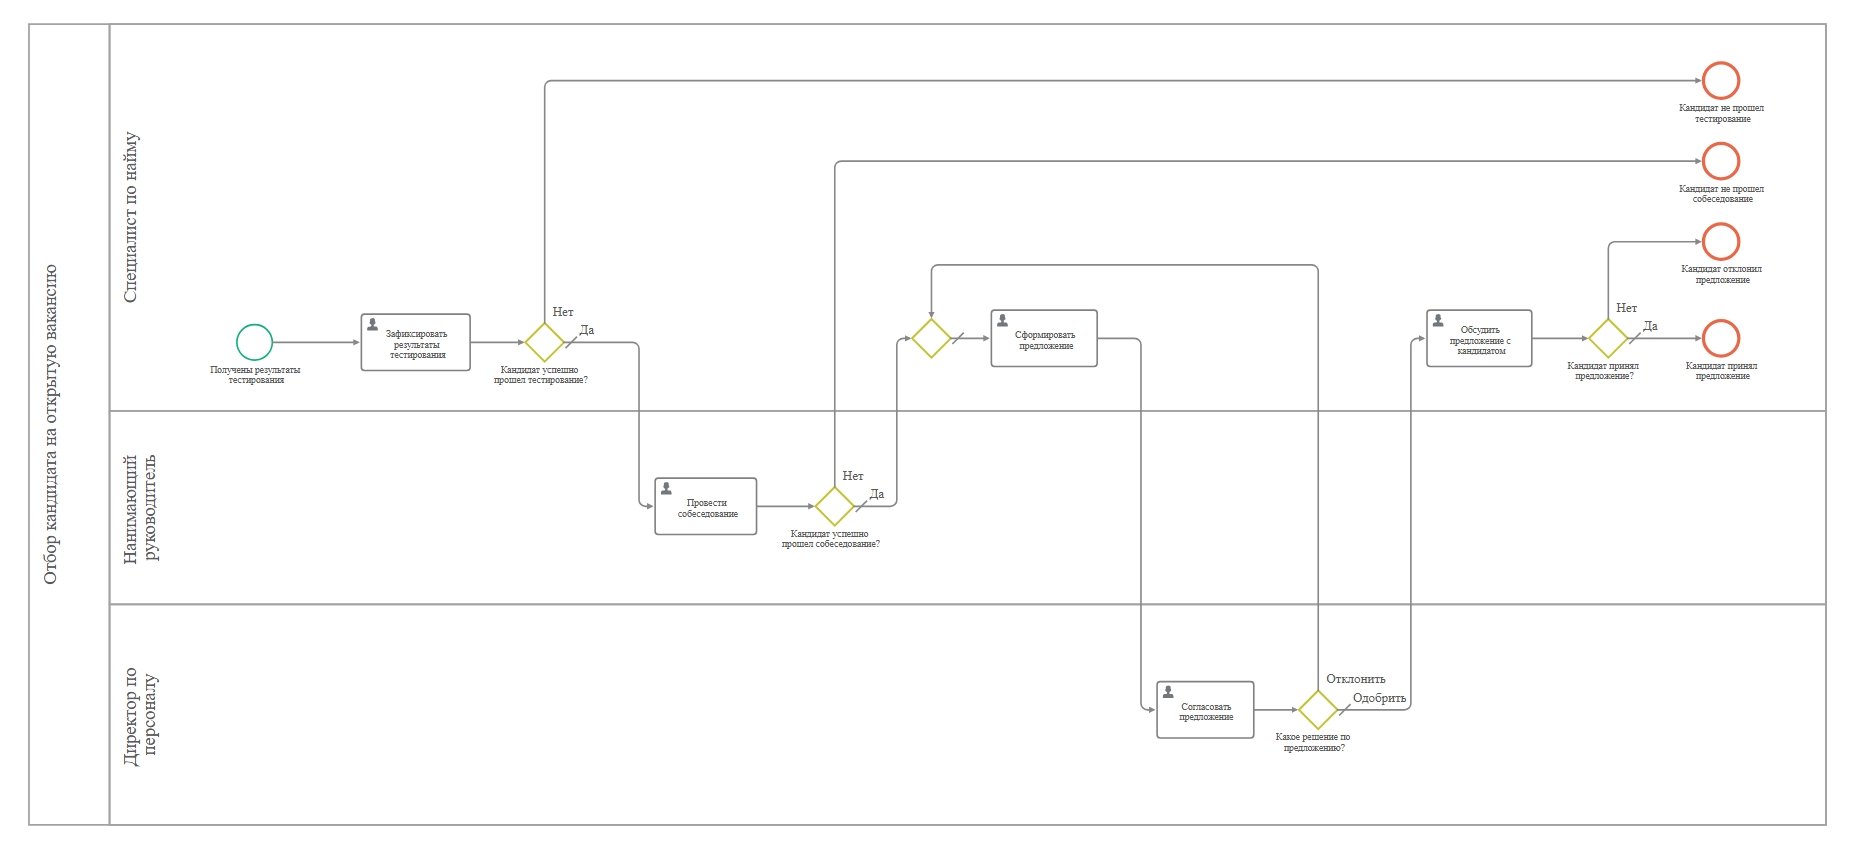 Отбор кандидата на открытую вакансию
Специалист по найму
Кандидат не прошел
тестирование
Кандидат не прошел
собеседование
Кандидат отклонил
предложение
Получены результаты
тестирования
Зафиксировать
результаты
тестирования
Нет
Да
Кандидат успешно
прошел тестирование?
Сформировать
предложение
Обсудить
предложение с
кандидатом
Нет
Да
Кандидат принял
предложение?
Кандидат принял
предложение
Нанимающий
руководитель
Провести
собеседование
Нет
Да
Кандидат успешно
прошел собеседование?
Директор по
персоналу
Согласовать
предложение
Отклонить
Одобрить
Какое решение по
предложению?